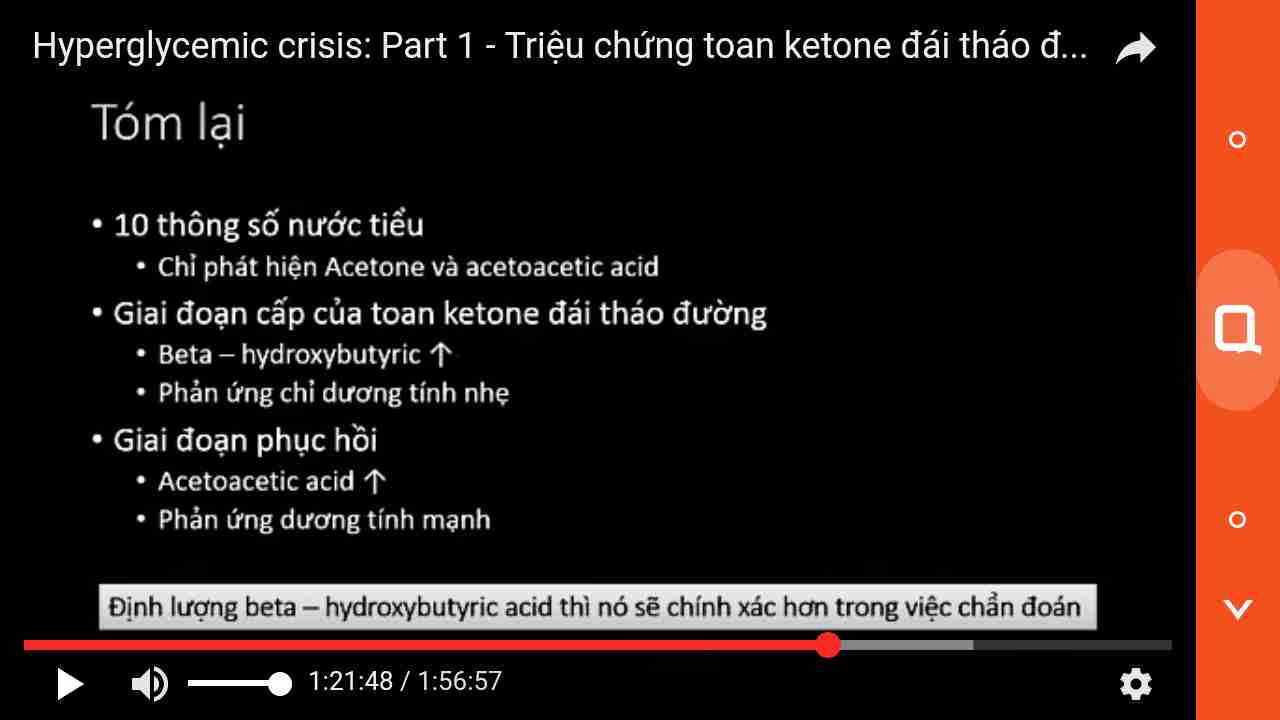 Hyperglycemic crisis: Part 1 - Triệu chứng toan ketone đái tháo đ...
Tóm lại
• 10 thông số nước tiểu
• Chỉ phát hiện Acetone và acetoacetic acid
• Giai đoạn cấp của toan ketone đái tháo đường
• Beta – hydroxybutyric ↑
• Phản ứng chỉ dương tính nhẹ
• Giai đoạn phục hồi
• Acetoacetic acid ↑
• Phản ứng dương tính mạnh
Định lượng beta – hydroxybutyric acid thì nó sẽ chính xác hơn trong việc chẩn đoán
1:21:48 / 1:56:57